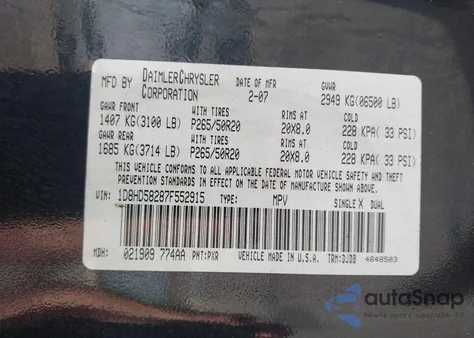 MFD BY DAIMLERCHRYSLER CORPORATION DATE OF MFR 2-07 GVWR 2949 KG(06500 LB)
GAWR FRONT WITH TIRES RIMS AT COLD
1407 KG(3100 LB) P265/50R20 20X8.0 228 KPA( 33 PSI)
GAWR REAR WITH TIRES RIMS AT COLD
1685 KG(3714 LB) P265/50R20 20X8.0 228 KPA( 33 PSI)
THIS VEHICLE CONFORMS TO ALL APPLICABLE FEDERAL MOTOR VEHICLE SAFETY AND
THEFT PREVENTION STANDARDS IN EFFECT ON THE DATE OF MANUFACTURE SHOWN ABOVE.
VIN: 1D8HD58287F552915 TYPE: MPV SINGLE X DUAL
MDH: 021909 774AA PNT:PXR VEHICLE MADE IN U.S.A. TRM:DJDB 4648503
autoSnap